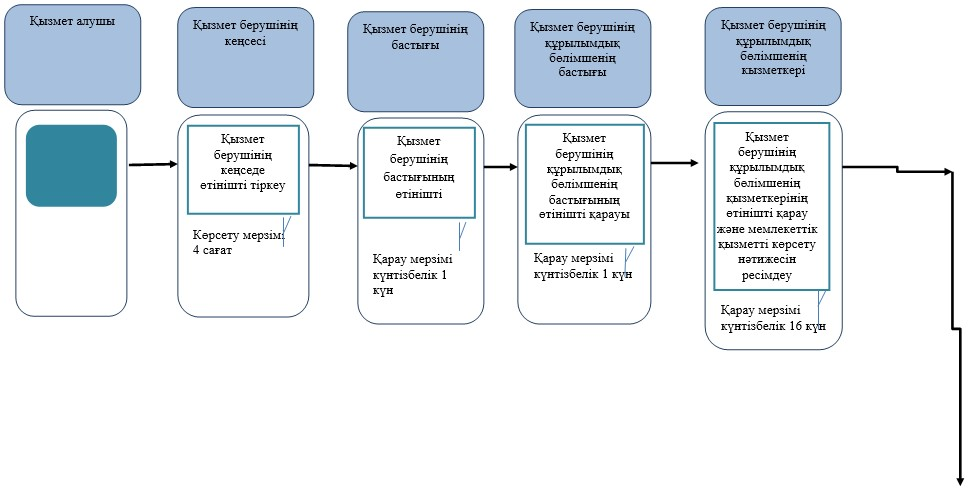 Қызмет алушы
Қызмет берушінің
кеңсесі
Қызмет берушінің
бастығы
Қызмет берушінің
құрылымдық
бөлімшенің
бастығы
Қызмет берушінің
құрылымдық
бөлімшенің
кызметкері
Қызмет
берушінің
кеңседе
өтінішті тіркеу
Көрсету мерзімі
4 сағат
Қызмет
берушінің
бастығының
өтінішті
Қарау мерзімі
күнтізбелік 1
күн
Қызмет
берушінің
құрылымдық
бөлімшенің
бастығының
өтінішті қарауы
Қарау мерзімі
күнтізбелік 1 күн
Қызмет
берушінің
құрылымдық
бөлімшенің
қызметкерінің
өтінішті қарау
және мемлекеттік
қызметті көрсету
нәтижесін
ресімдеу
Қарау мерзімі
күнтізбелік 16 күн